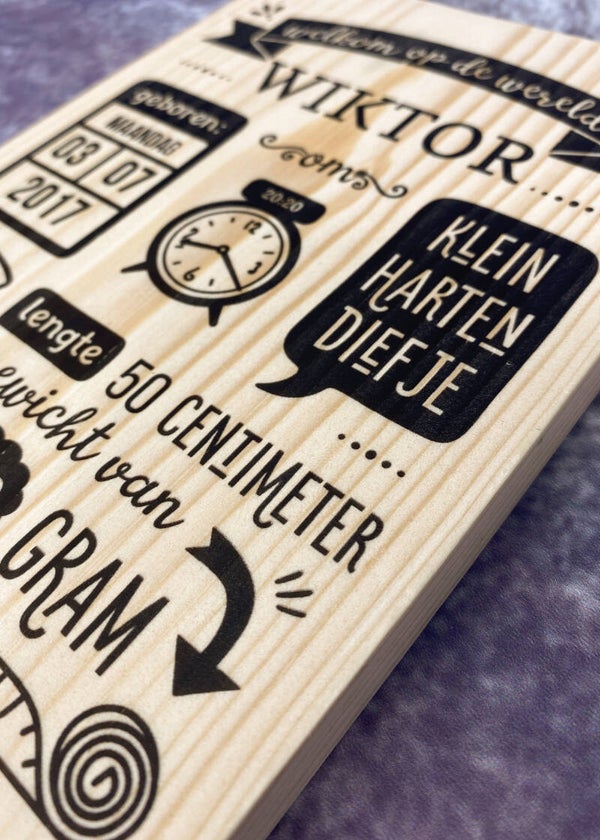 welkom op de wereld
WIKTOR
geboren:
MAANDAG
03 07
2017
om
20:20
12
3
6
9
KLEIN
HARTEN
DIEFJE
lengte
50 CENTIMETER
van
GRAM